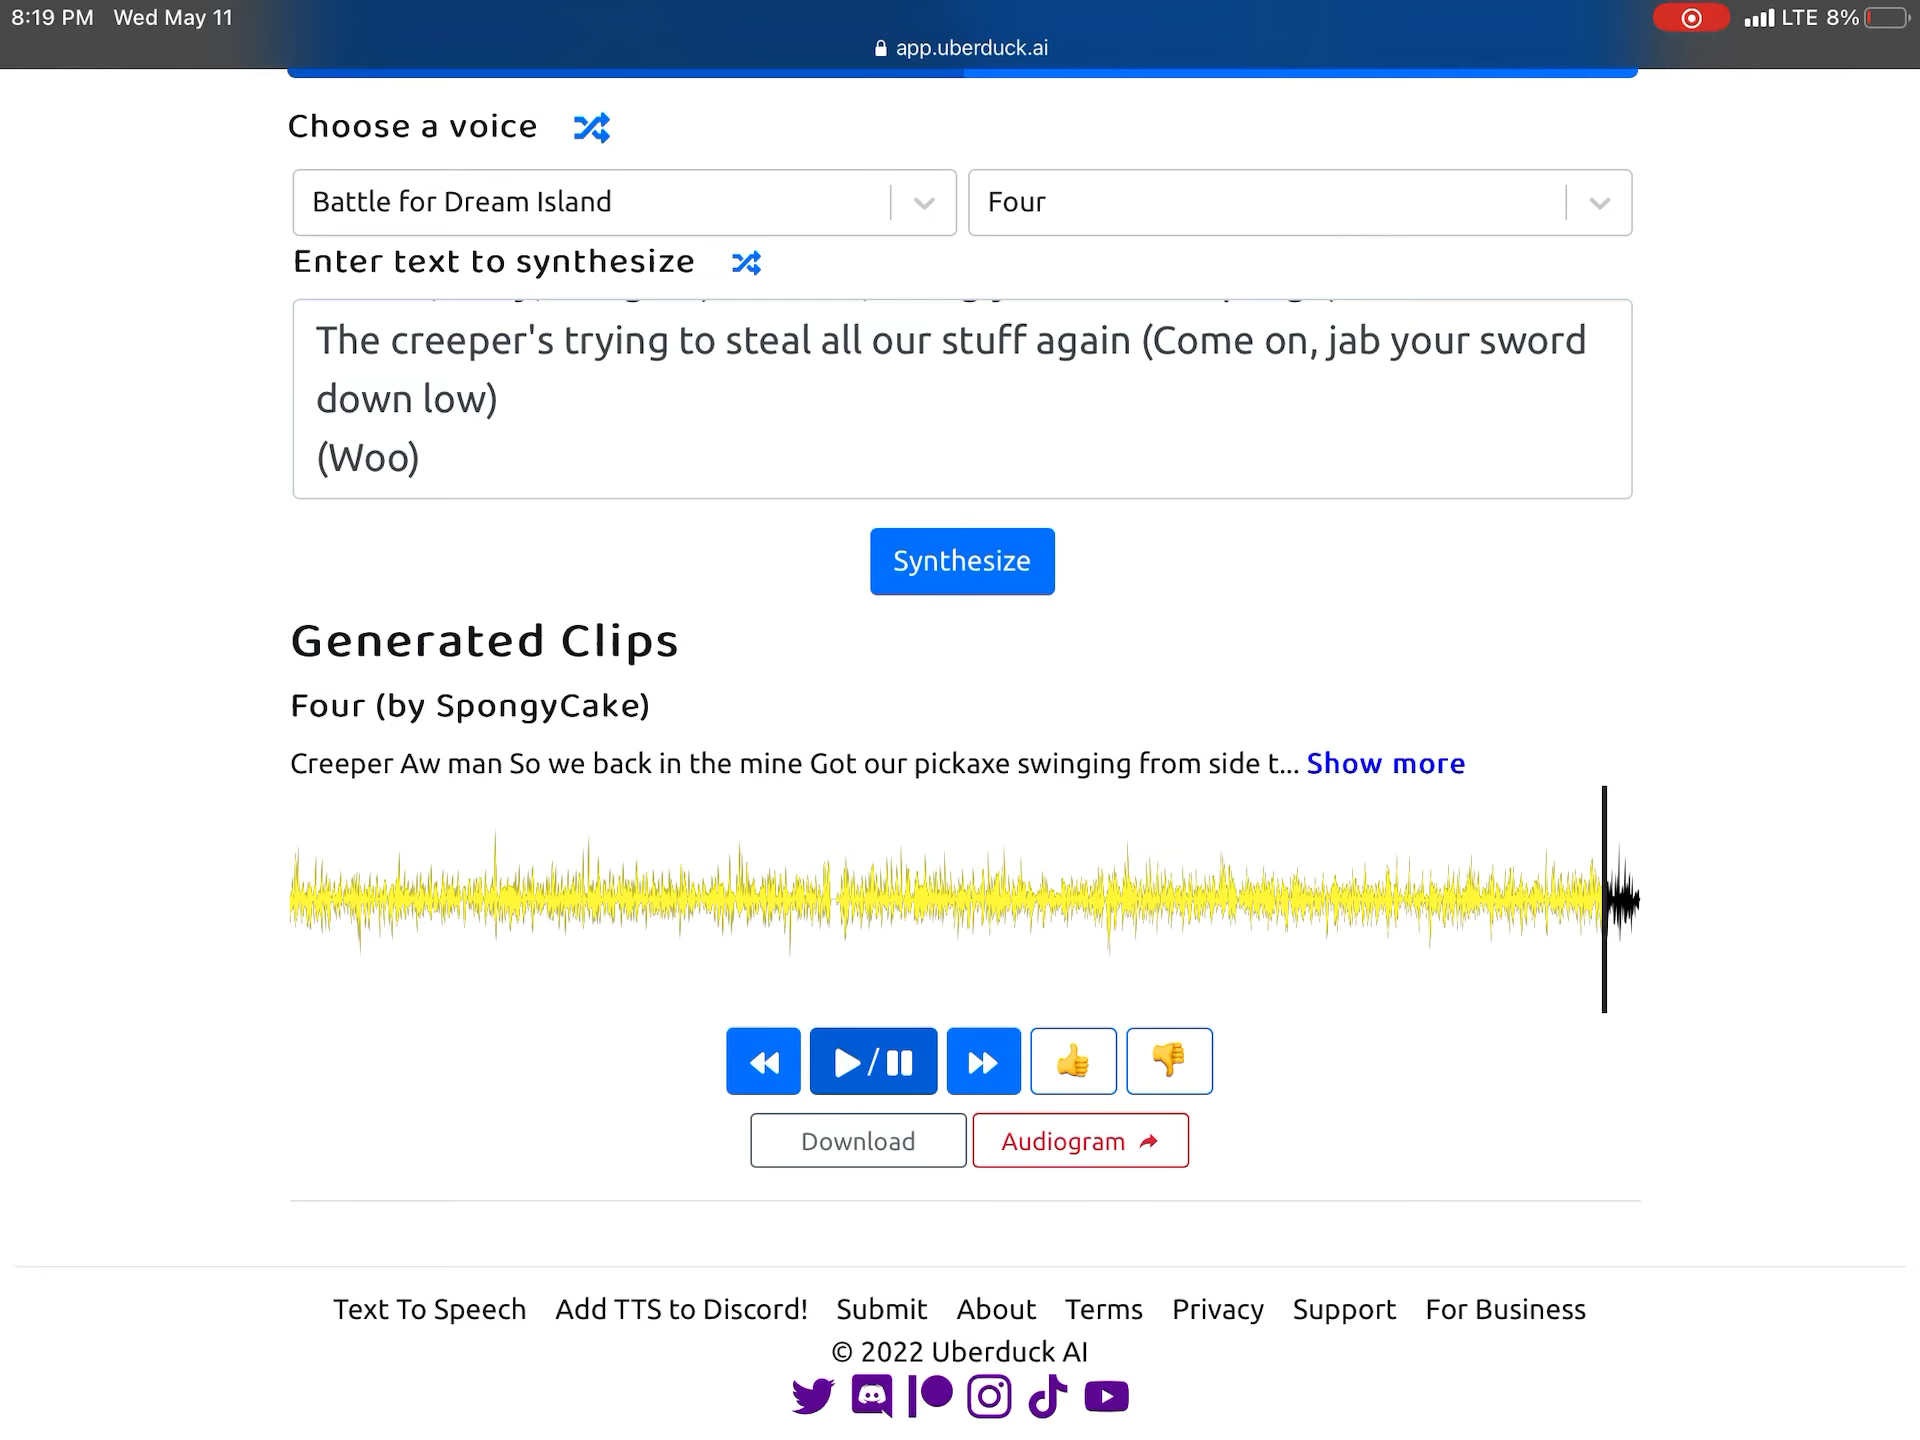 8:19 PM Wed May 11
LTE 8%
app.uberduck.ai
Choose a voice
Battle for Dream Island
Four
Enter text to synthesize
The creeper's trying to steal all our stuff again (Come on, jab your sword
down low)
(Woo)
Synthesize
Generated Clips
Four (by SpongyCake)
Creeper Aw man So we back in the mine Got our pickaxe swinging from side t... Show more
Download
Audiogram
Text To Speech Add TTS to Discord! Submit About Terms Privacy Support For Business
© 2022 Uberduck AI